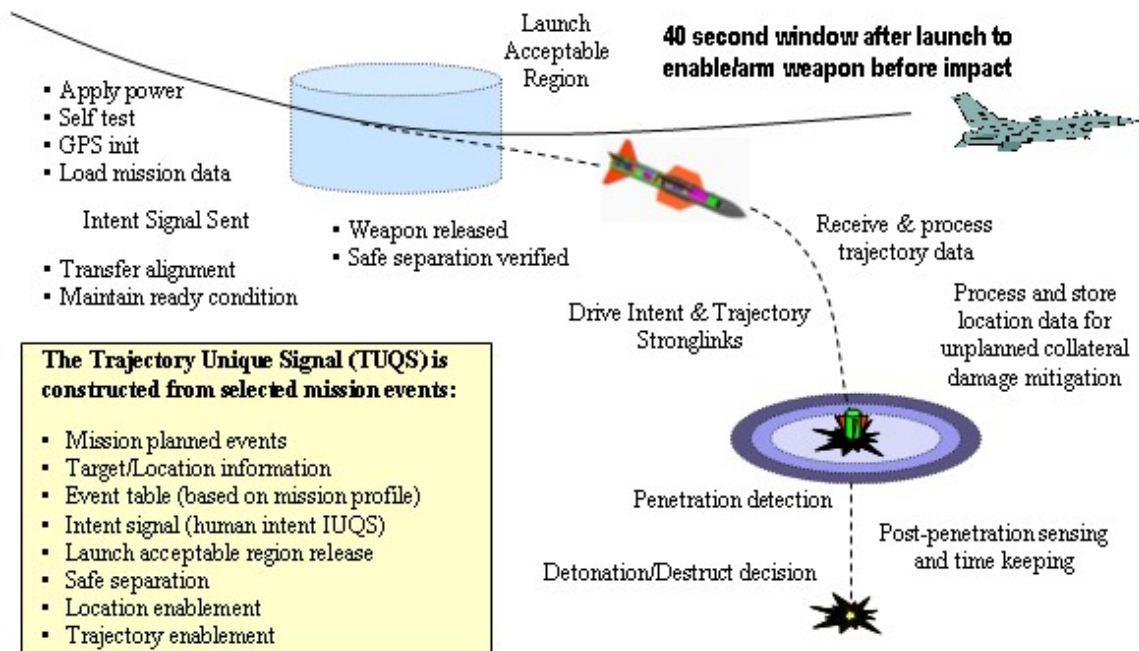 Launch
Acceptable
Region
40 second window after launch to
enable/arm weapon before impact
▪ Apply power
▪ Self test
▪ GPS init
▪ Load mission data
Intent Signal Sent
▪ Transfer alignment
▪ Maintain ready condition
▪ Weapon released
▪ Safe separation verified
Receive & process
trajectory data
Drive Intent & Trajectory
Stronglinks
Process and store
location data for
unplanned collateral
damage mitigation
The Trajectory Unique Signal (TUQS) is
constructed from selected mission events:
▪ Mission planned events
▪ Target/Location information
▪ Event table (based on mission profile)
▪ Intent signal (human intent IUQS)
▪ Launch acceptable region release
▪ Safe separation
▪ Location enablement
▪ Trajectory enablement
Penetration detection
Post-penetration sensing
and time keeping
Detonation/Destruct decision